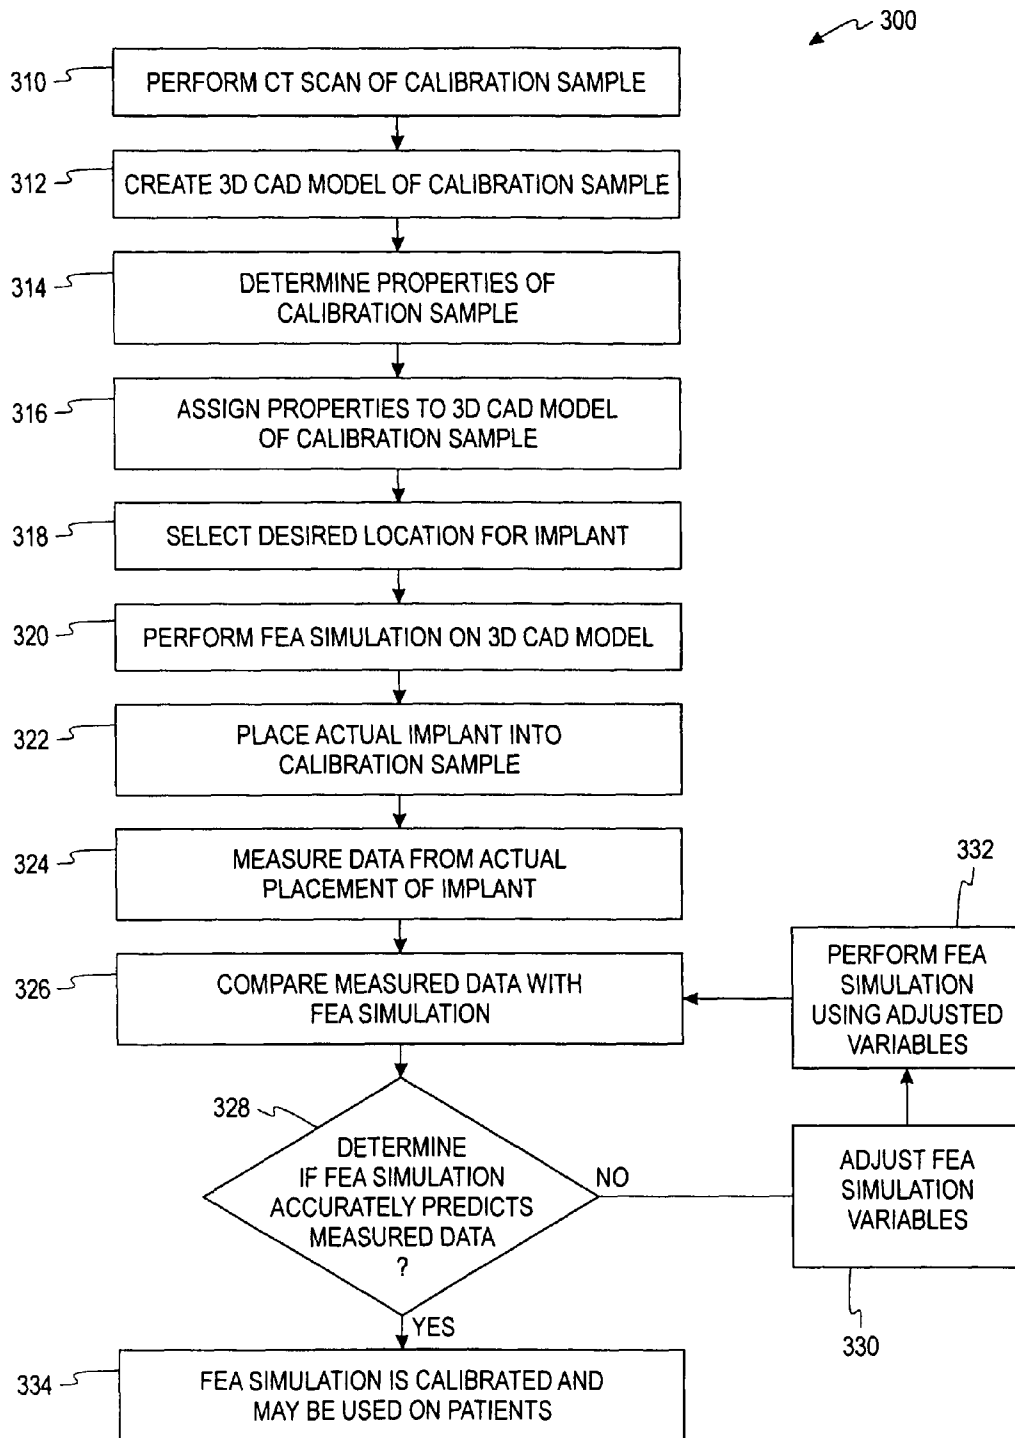 300
310
PERFORM CT SCAN OF CALIBRATION SAMPLE
312
CREATE 3D CAD MODEL OF CALIBRATION SAMPLE
314
DETERMINE PROPERTIES OF
CALIBRATION SAMPLE
316
ASSIGN PROPERTIES TO 3D CAD MODEL
OF CALIBRATION SAMPLE
318
SELECT DESIRED LOCATION FOR IMPLANT
320
PERFORM FEA SIMULATION ON 3D CAD MODEL
322
PLACE ACTUAL IMPLANT INTO
CALIBRATION SAMPLE
324
MEASURE DATA FROM ACTUAL
PLACEMENT OF IMPLANT
326
COMPARE MEASURED DATA WITH
FEA SIMULATION
332
PERFORM FEA
SIMULATION
USING ADJUSTED
VARIABLES
328
DETERMINE
IF FEA SIMULATION
ACCURATELY PREDICTS
MEASURED DATA
?
NO
ADJUST FEA
SIMULATION
VARIABLES
330
YES
334
FEA SIMULATION IS CALIBRATED AND
MAY BE USED ON PATIENTS